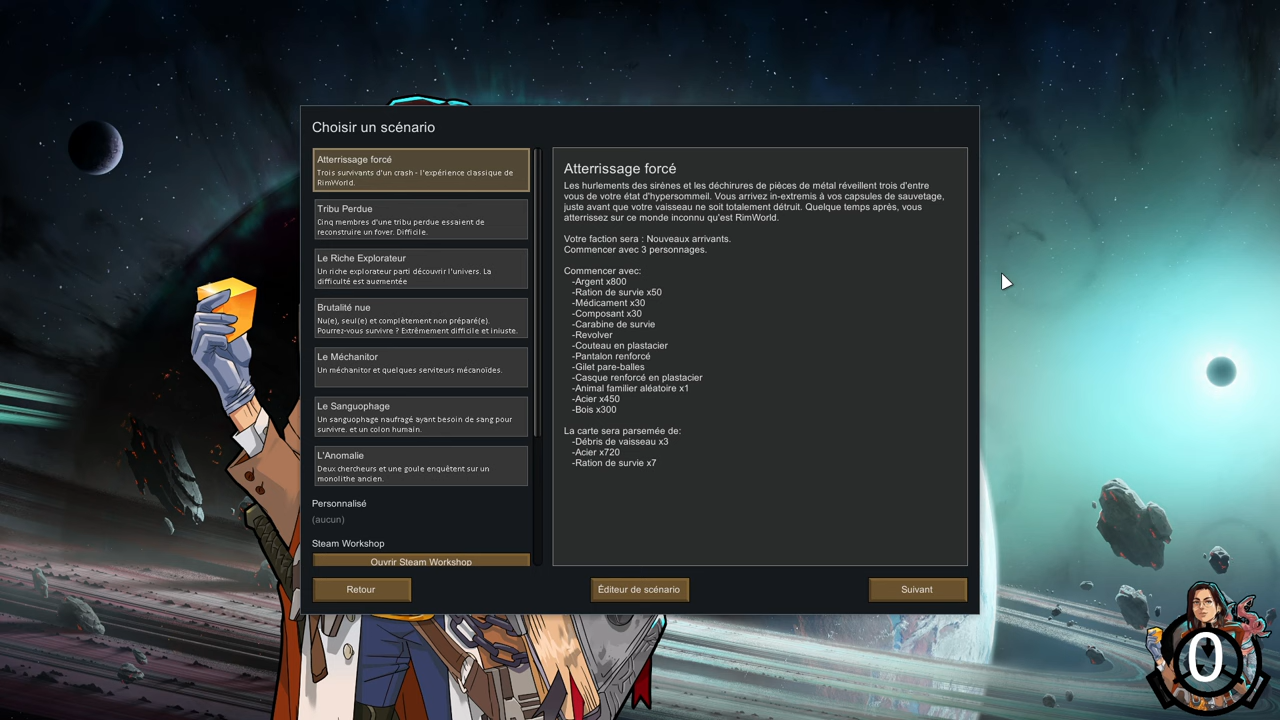 Choisir un scénario
Atterrissage forcé
Trois survivants d'un crash - l'expérience classique de
RimWorld.
Tribu Perdue
Cinq membres d'une tribu perdue essaient de
reconstruire un foyer. Difficile.
Le Riche Explorateur
Un riche explorateur parti découvrir l'univers. La
difficulté est augmentée
Brutalité nue
Nu(e), seul(e) et complètement non préparé(e).
Pourrez-vous survivre ? Extrêmement difficile et injuste.
Le Méchanitor
Un méchanitor et quelques serviteurs mécanoïdes.
Le Sanguophage
Un sanguophage naufragé ayant besoin de sang pour
survivre, et un colon humain.
L'Anomalie
Deux chercheurs et une goule enquêtent sur un
monolithe ancien.
Personnalisé
(aucun)
Steam Workshop
Ouvrir Steam Workshop
Atterrissage forcé
Les hurlements des sirènes et les déchirures de pièces de métal réveillent trois d'entre
vous de votre état d'hypersommeil. Vous arrivez in-extremis à vos capsules de sauvetage,
juste avant que votre vaisseau ne soit totalement détruit. Quelque temps après, vous
atterrissez sur ce monde inconnu qu'est RimWorld.
Votre faction sera : Nouveaux arrivants.
Commencer avec 3 personnages.
Commencer avec:
-Argent x800
-Ration de survie x50
-Médicament x30
-Composant x30
-Carabine de survie
-Revolver
-Couteau en plastacier
-Pantalon renforcé
-Gilet pare-balles
-Casque renforcé en plastacier
-Animal familier aléatoire x1
-Acier x450
-Bois x300
La carte sera parsemée de:
-Débris de vaisseau x3
-Acier x720
-Ration de survie x7
Retour
Éditeur de scénario
Suivant
0